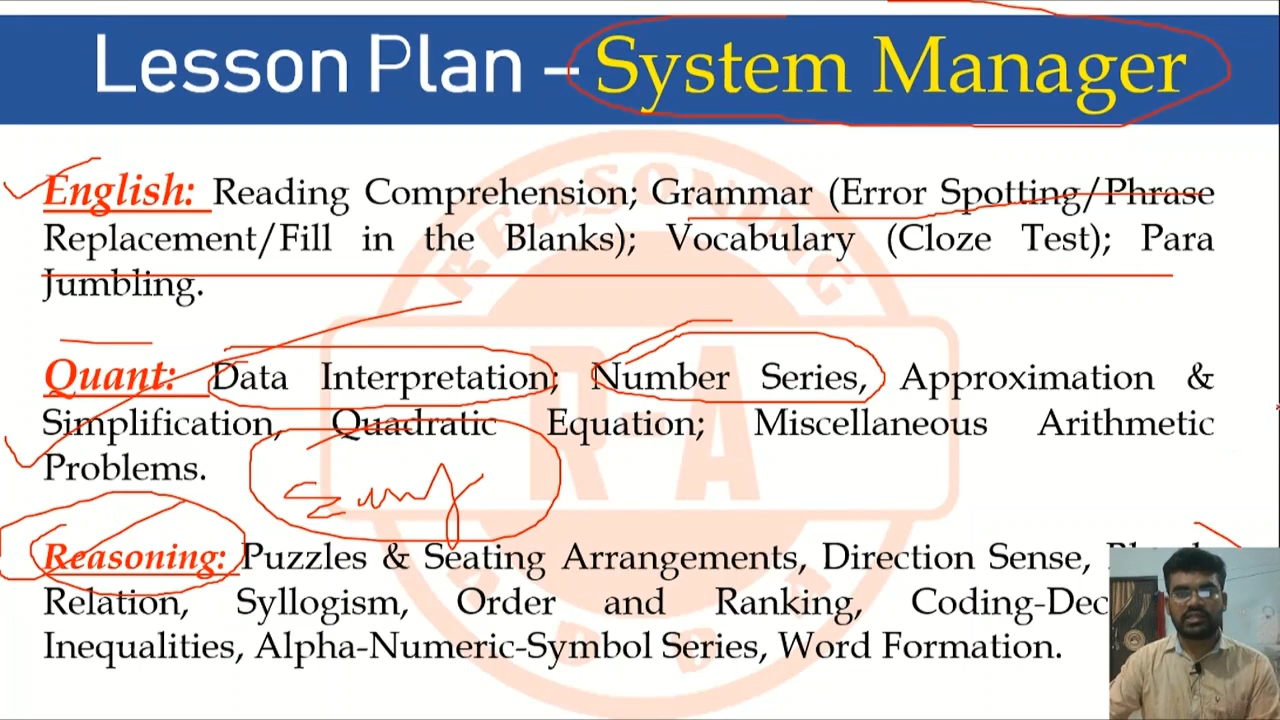 Lesson Plan – System Manager
English: Reading Comprehension; Grammar (Error Spotting/Phrase
Replacement/Fill in the Blanks); Vocabulary (Cloze Test); Para
Jumbling.
Quant: Data Interpretation; Number Series, Approximation &
Simplification, Quadratic Equation; Miscellaneous Arithmetic
Problems.
Reasoning: Puzzles & Seating Arrangements, Direction Sense,
Relation, Syllogism, Order and Ranking, Coding-Dec
Inequalities, Alpha-Numeric-Symbol Series, Word Formation.
REASONING
R-A